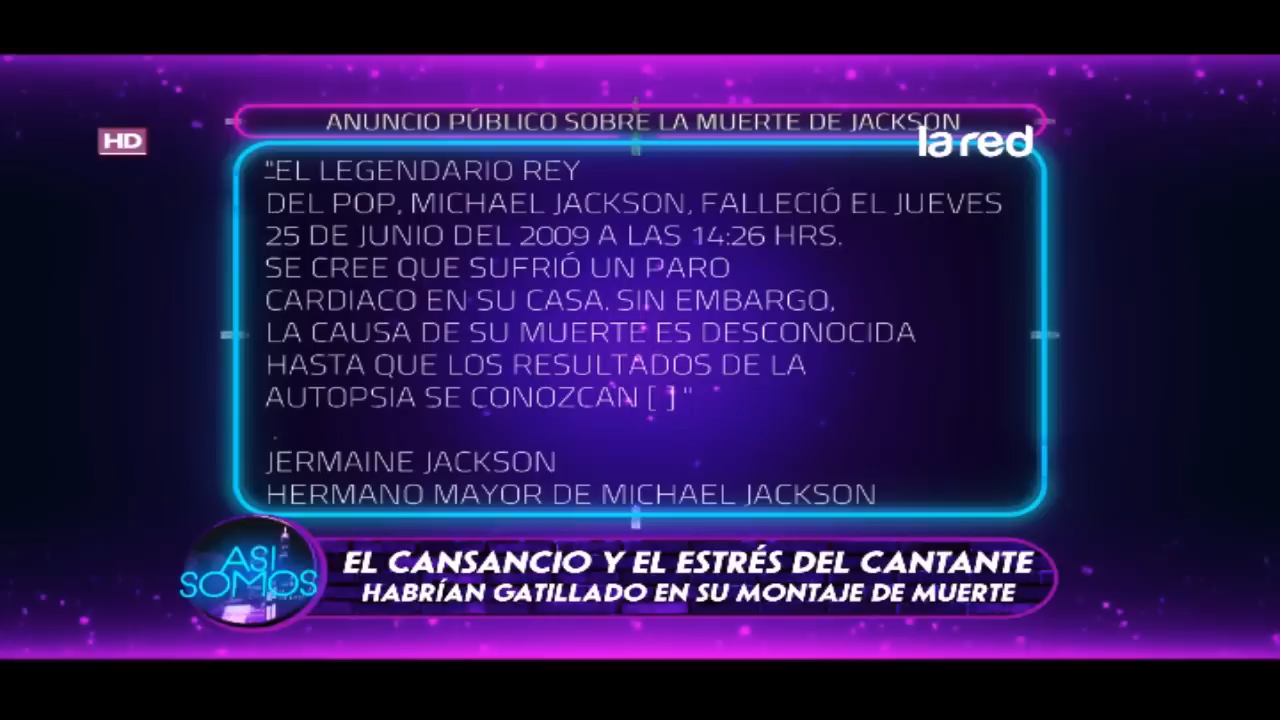 ANUNCIO PÚBLICO SOBRE LA MUERTE DE JACKSON
HD
la red
"EL LEGENDARIO REY
DEL POP, MICHAEL JACKSON, FALLECIÓ EL JUEVES
25 DE JUNIO DEL 2009 A LAS 14:26 HRS.
SE CREE QUE SUFRIÓ UN PARO
CARDIACO EN SU CASA. SIN EMBARGO,
LA CAUSA DE SU MUERTE ES DESCONOCIDA
HASTA QUE LOS RESULTADOS DE LA
AUTOPSIA SE CONOZCAN [ ] "
JERMAINE JACKSON
HERMANO MAYOR DE MICHAEL JACKSON
ASI
SOMOS
EL CANSANCIO Y EL ESTRÉS DEL CANTANTE
HABRÍAN GATILLADO EN SU MONTAJE DE MUERTE